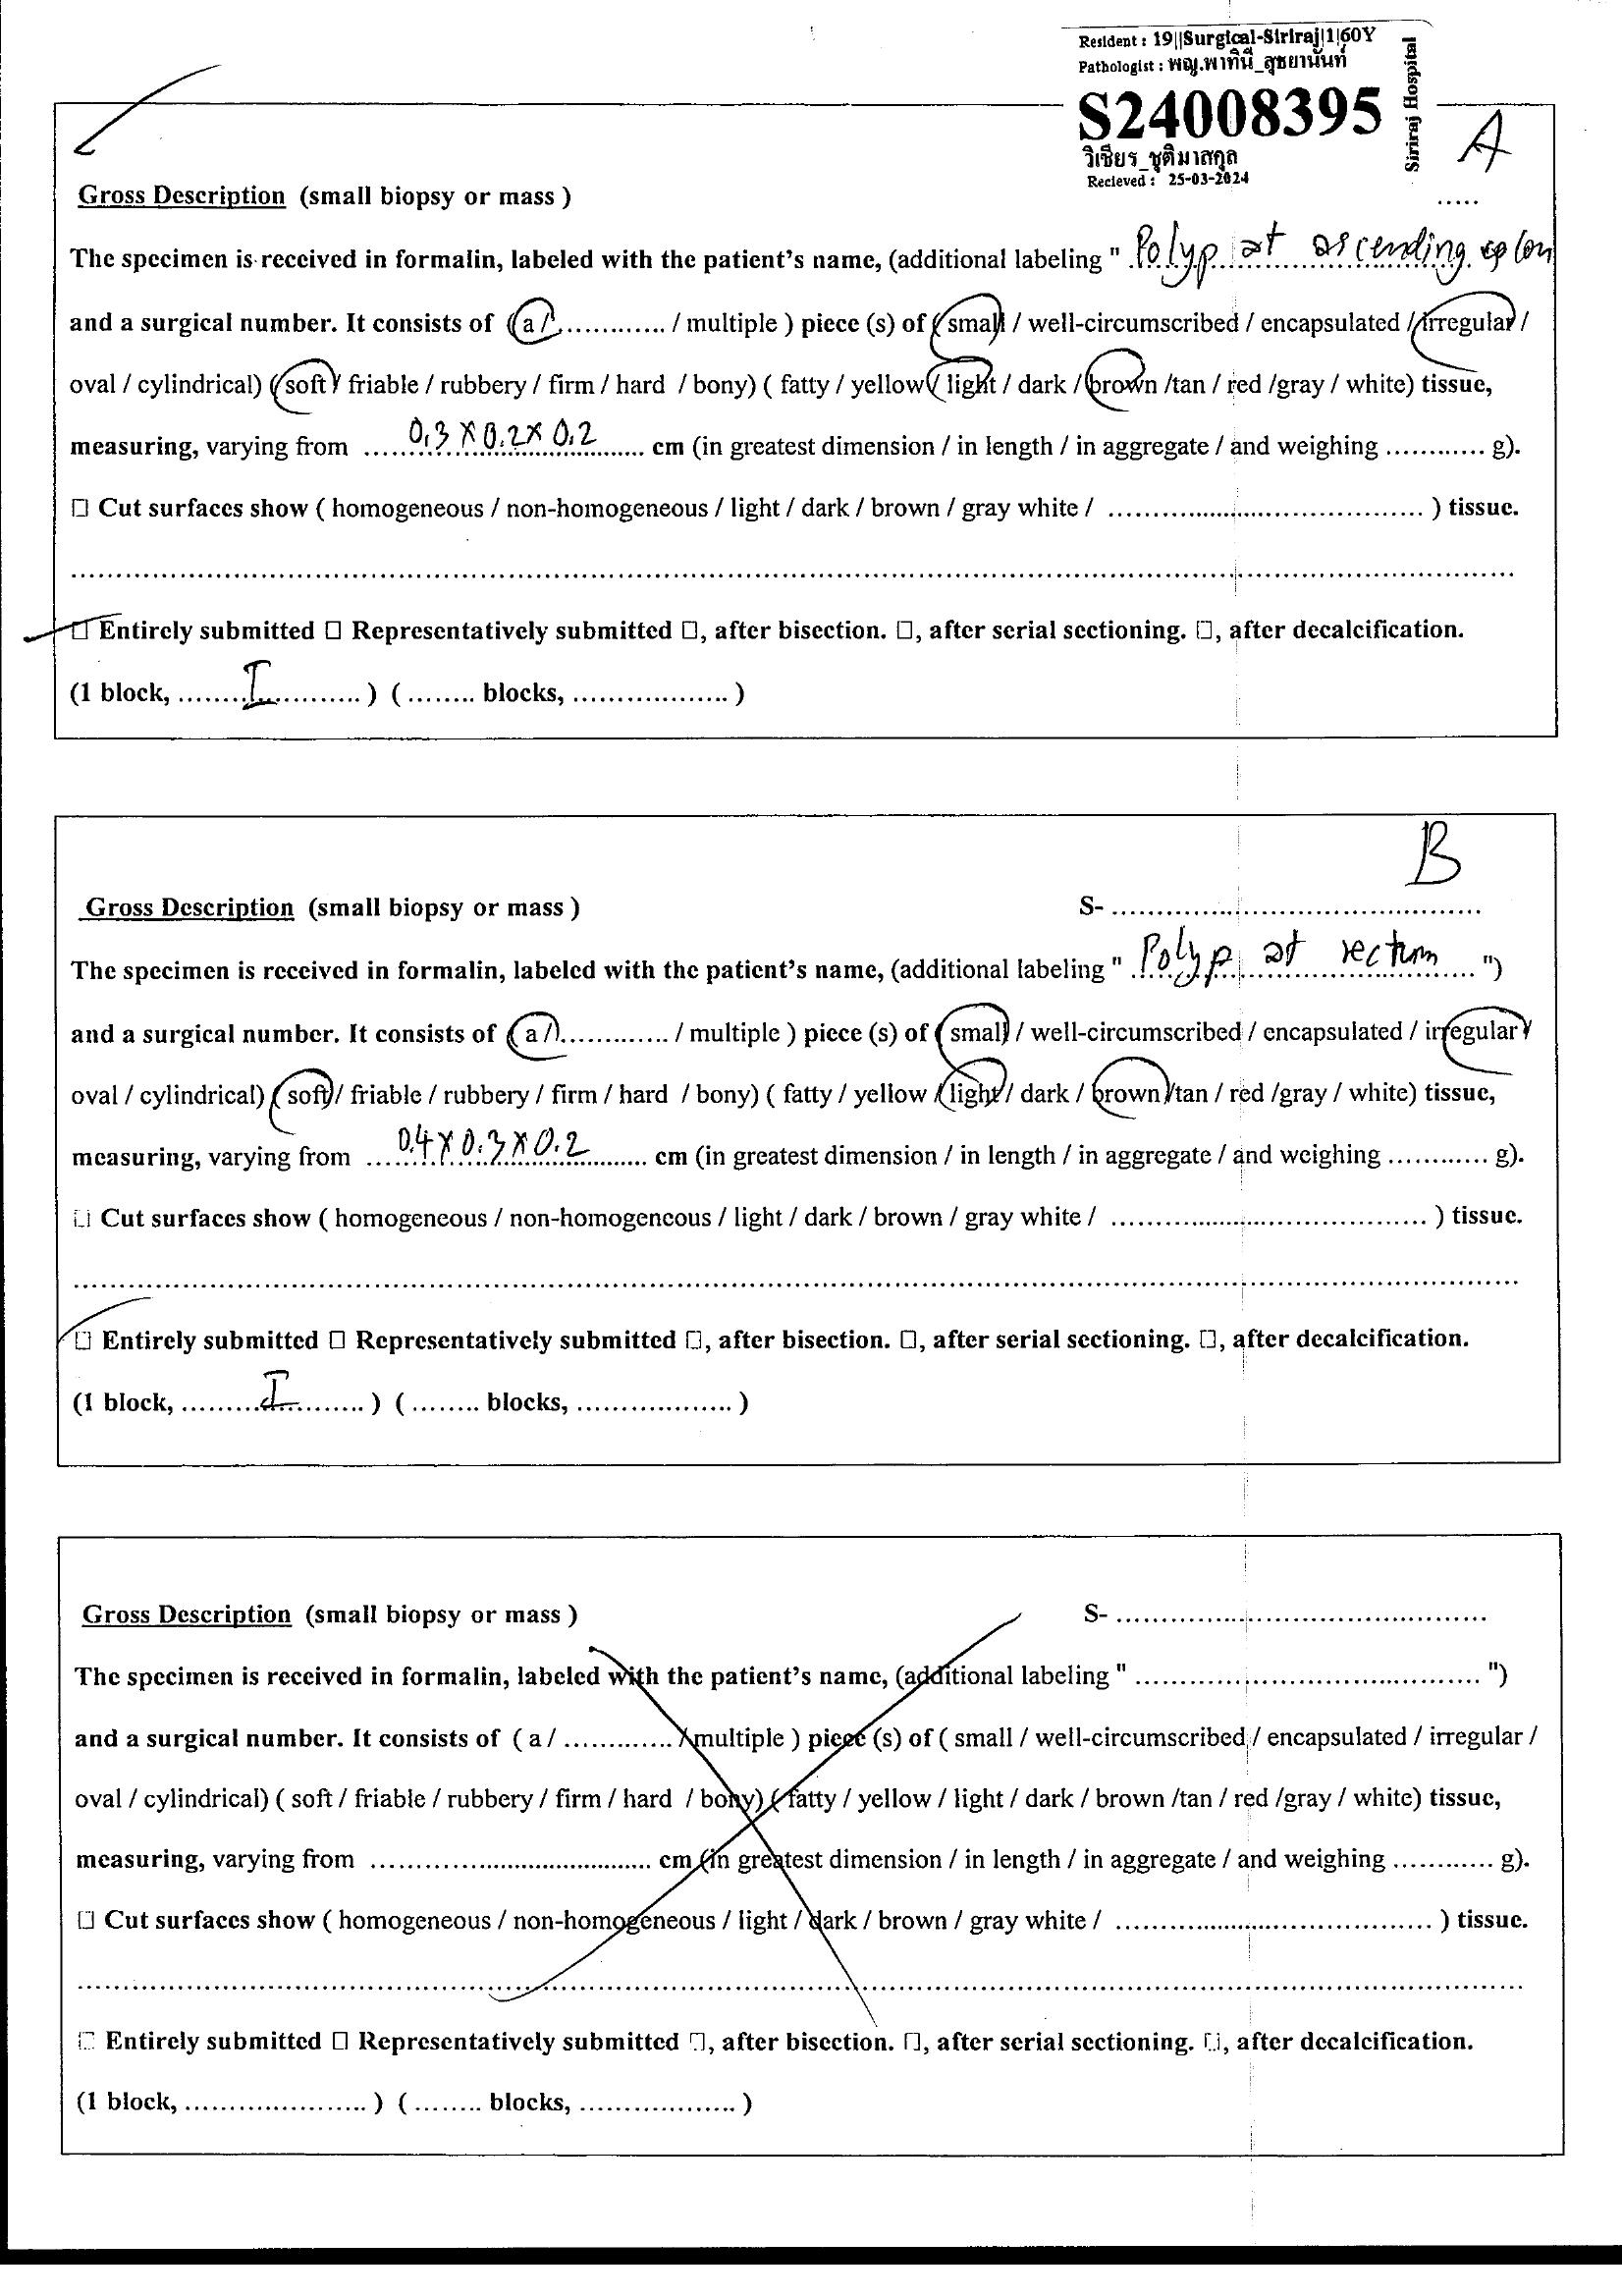 Resident : 19||Surgical-Siriraj|1|60Y
Pathologist : พญ.พาทินี_สุชยานันท์
S24008395
Siriraj Hospital
วิเชียร_ชุติมาสกุล
Recieved : 25-03-2024
A
Gross Description (small biopsy or mass )
.....
The specimen is received in formalin, labeled with the patient's name, (additional labeling " Polyp at ascending colon
and a surgical number. It consists of ( a / ............ / multiple ) piece (s) of ( small / well-circumscribed / encapsulated / irregular /
oval / cylindrical) ( soft / friable / rubbery / firm / hard / bony) ( fatty / yellow / light / dark / brown /tan / red /gray / white) tissue,
measuring, varying from ......0.3 x 0.2 x 0.2...... cm (in greatest dimension / in length / in aggregate / and weighing ............ g).
☐ Cut surfaces show ( homogeneous / non-homogeneous / light / dark / brown / gray white / .................................... ) tissue.
☐ Entirely submitted ☐ Representatively submitted ☐, after bisection. ☐, after serial sectioning. ☐, after decalcification.
(1 block, ........I............ ) ( ........ blocks, .................. )
B
Gross Description (small biopsy or mass )
S- ..........................................
The specimen is received in formalin, labeled with the patient's name, (additional labeling " Polyp at rectum .... ")
and a surgical number. It consists of ( a / ............. / multiple ) piece (s) of ( small / well-circumscribed / encapsulated / irregular /
oval / cylindrical) ( soft / friable / rubbery / firm / hard / bony) ( fatty / yellow / light / dark / brown /tan / red /gray / white) tissue,
measuring, varying from ......0.4 x 0.3 x 0.2...... cm (in greatest dimension / in length / in aggregate / and weighing ............ g).
☐ Cut surfaces show ( homogeneous / non-homogeneous / light / dark / brown / gray white / .................................... ) tissue.
☐ Entirely submitted ☐ Representatively submitted ☐, after bisection. ☐, after serial sectioning. ☐, after decalcification.
(1 block, .........I........... ) ( ........ blocks, .................. )
Gross Description (small biopsy or mass )
S- ..........................................
The specimen is received in formalin, labeled with the patient's name, (additional labeling " ....................................... ")
and a surgical number. It consists of ( a / ............. / multiple ) piece (s) of ( small / well-circumscribed / encapsulated / irregular /
oval / cylindrical) ( soft / friable / rubbery / firm / hard / bony) ( fatty / yellow / light / dark / brown /tan / red /gray / white) tissue,
measuring, varying from ................................ cm (in greatest dimension / in length / in aggregate / and weighing ............ g).
☐ Cut surfaces show ( homogeneous / non-homogeneous / light / dark / brown / gray white / .................................... ) tissue.
☐ Entirely submitted ☐ Representatively submitted ☐, after bisection. ☐, after serial sectioning. ☐, after decalcification.
(1 block, ..................... ) ( ........ blocks, .................. )